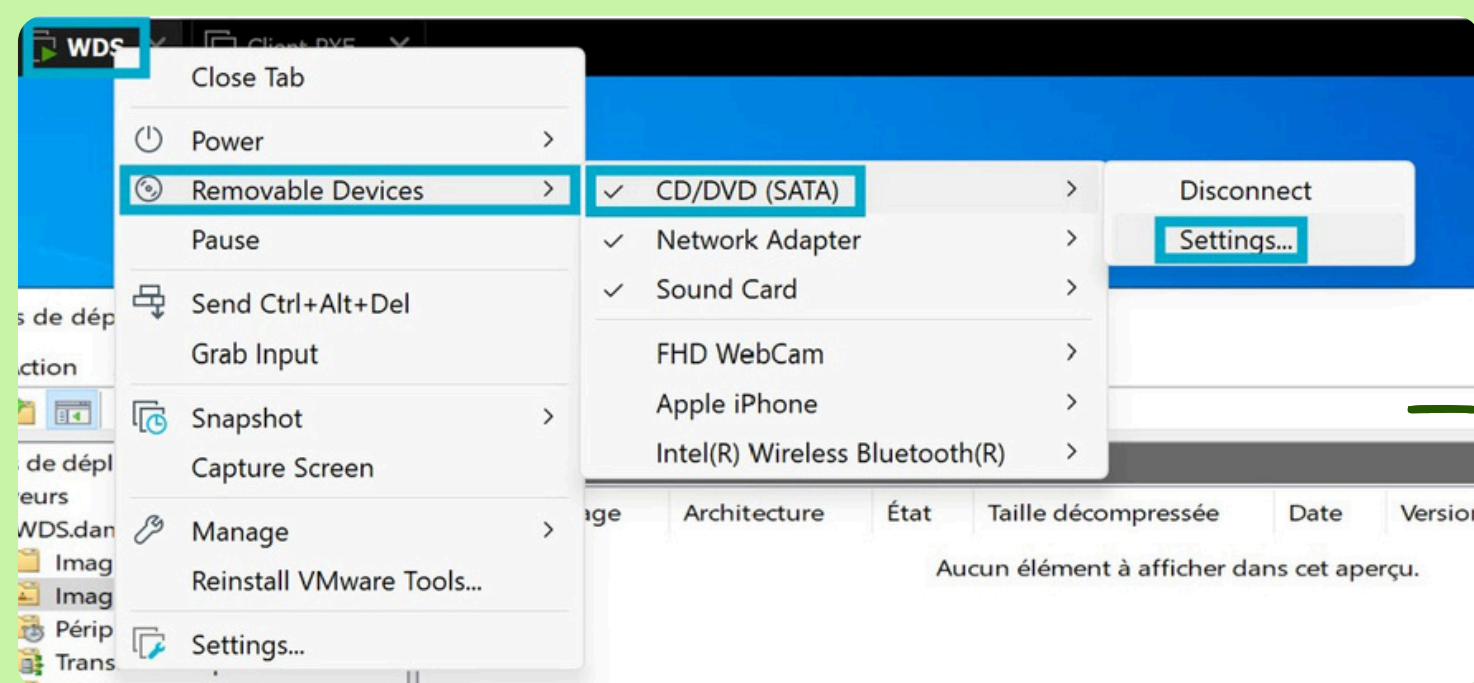 WDS
Client PXE
Close Tab
Power
Removable Devices
Pause
Send Ctrl+Alt+Del
Grab Input
Snapshot
Capture Screen
Manage
Reinstall VMware Tools...
Settings...
CD/DVD (SATA)
Network Adapter
Sound Card
FHD WebCam
Apple iPhone
Intel(R) Wireless Bluetooth(R)
Disconnect
Settings...
s de dép
ction
de dépl
eurs
WDS.dan
Imag
Imag
Périp
Trans
age Architecture État Taille décompressée Date Version
Aucun élément à afficher dans cet aperçu.